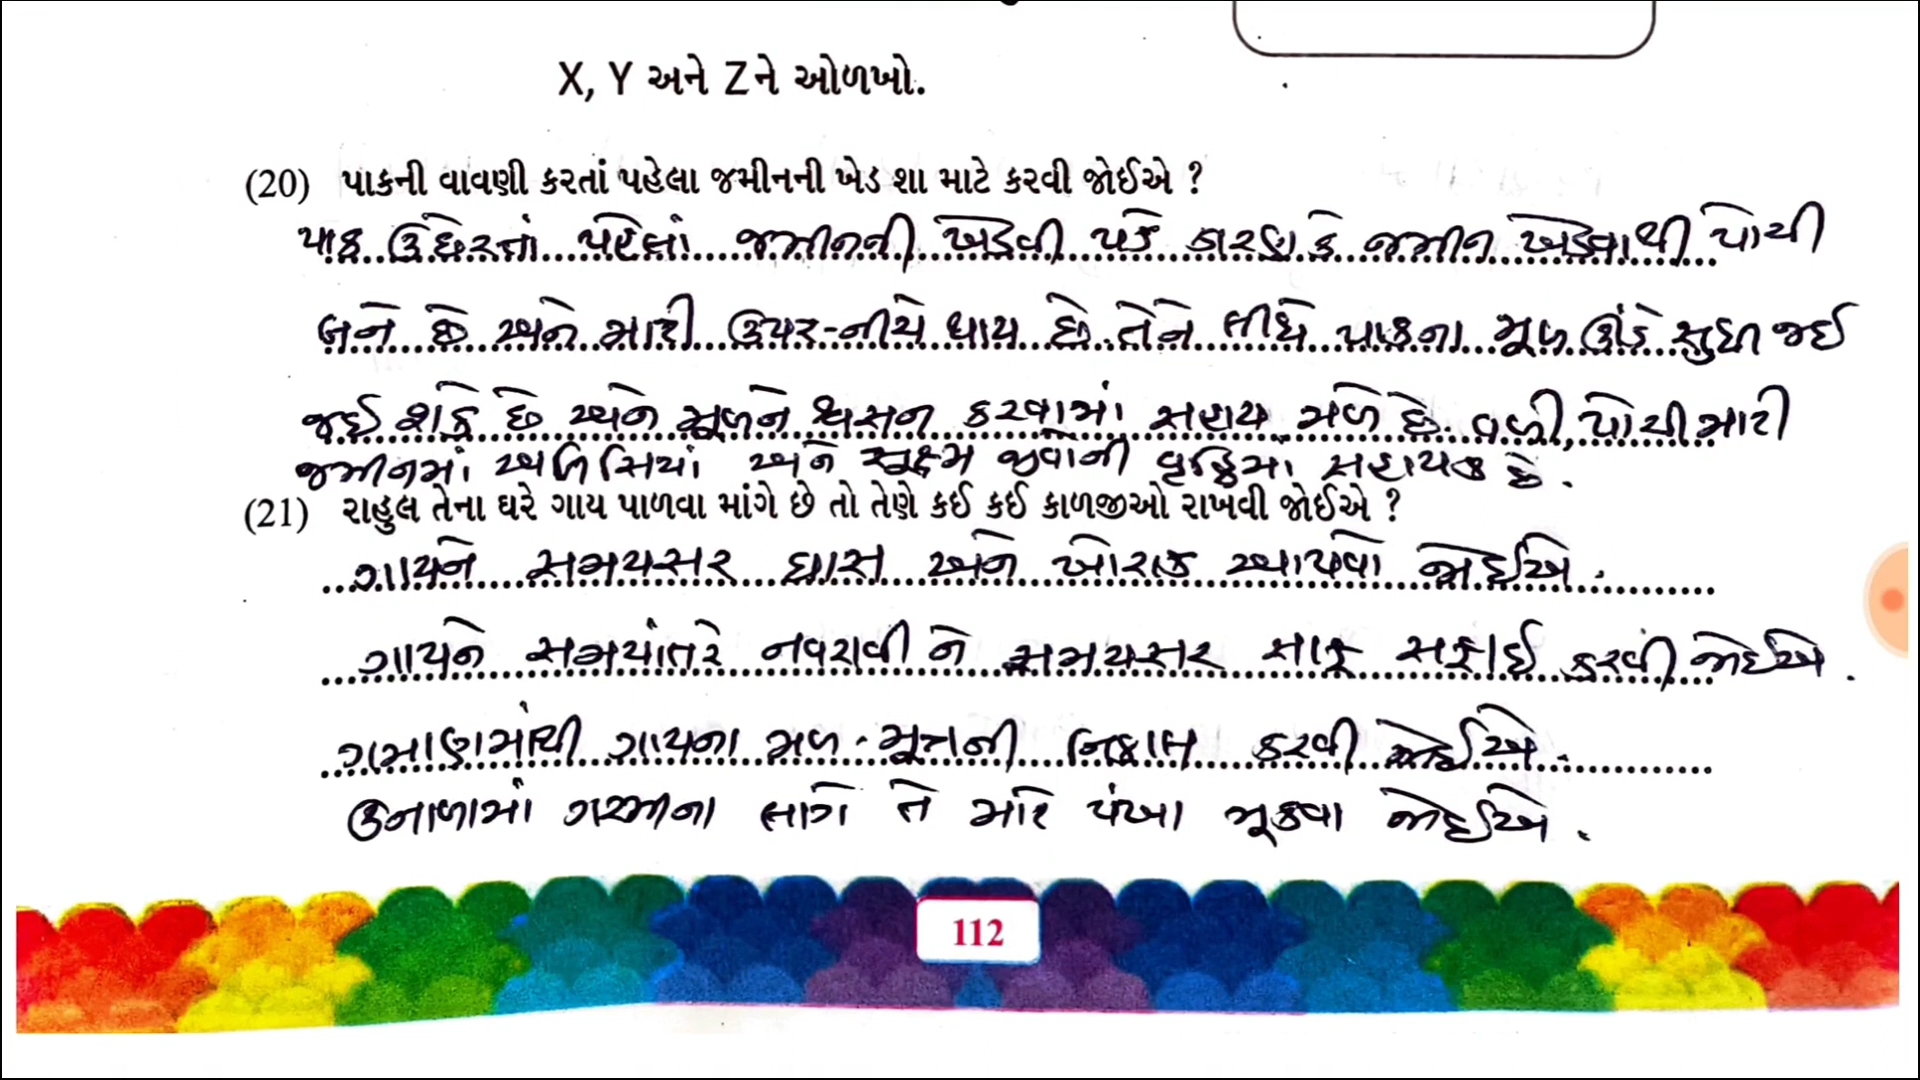 X, Y અને Zને ઓળખો.
(20) પાકની વાવણી કરતાં પહેલા જમીનની ખેડ શા માટે કરવી જોઈએ ?
પાક ઉછેરતાં પહેલાં જમીનની ખેડવી પડે કારણ કે જમીન ખેડવાથી પોચી
બને છે અને માટી ઉપર-નીચે થાય છે. તેને લીધે પાકના મૂળ ઊંડે સુધી જઈ
જઈ શકે છે અને મૂળને શ્વસન કરવામાં સહાય મળે છે. વળી, પોચી માટી
જમીનમાં અળસિયાં અને સૂક્ષ્મ જીવોની વૃદ્ધિમાં સહાયક છે.
(21) રાહુલ તેના ઘરે ગાય પાળવા માંગે છે તો તેણે કઈ કઈ કાળજીઓ રાખવી જોઈએ ?
ગાયને સમયસર ઘાસ અને ખોરાક આપવો જોઈએ.
ગાયને સમયાંતરે નવરાવી ને સમયસર સાફ સફાઈ કરવી જોઈએ.
ગમાણમાંથી ગાયના મળ-મૂત્રની નિકાલ કરવી જોઈએ.
ઉનાળામાં ગરમીના લાગે તે માટે પંખા મૂકવા જોઈએ.
112